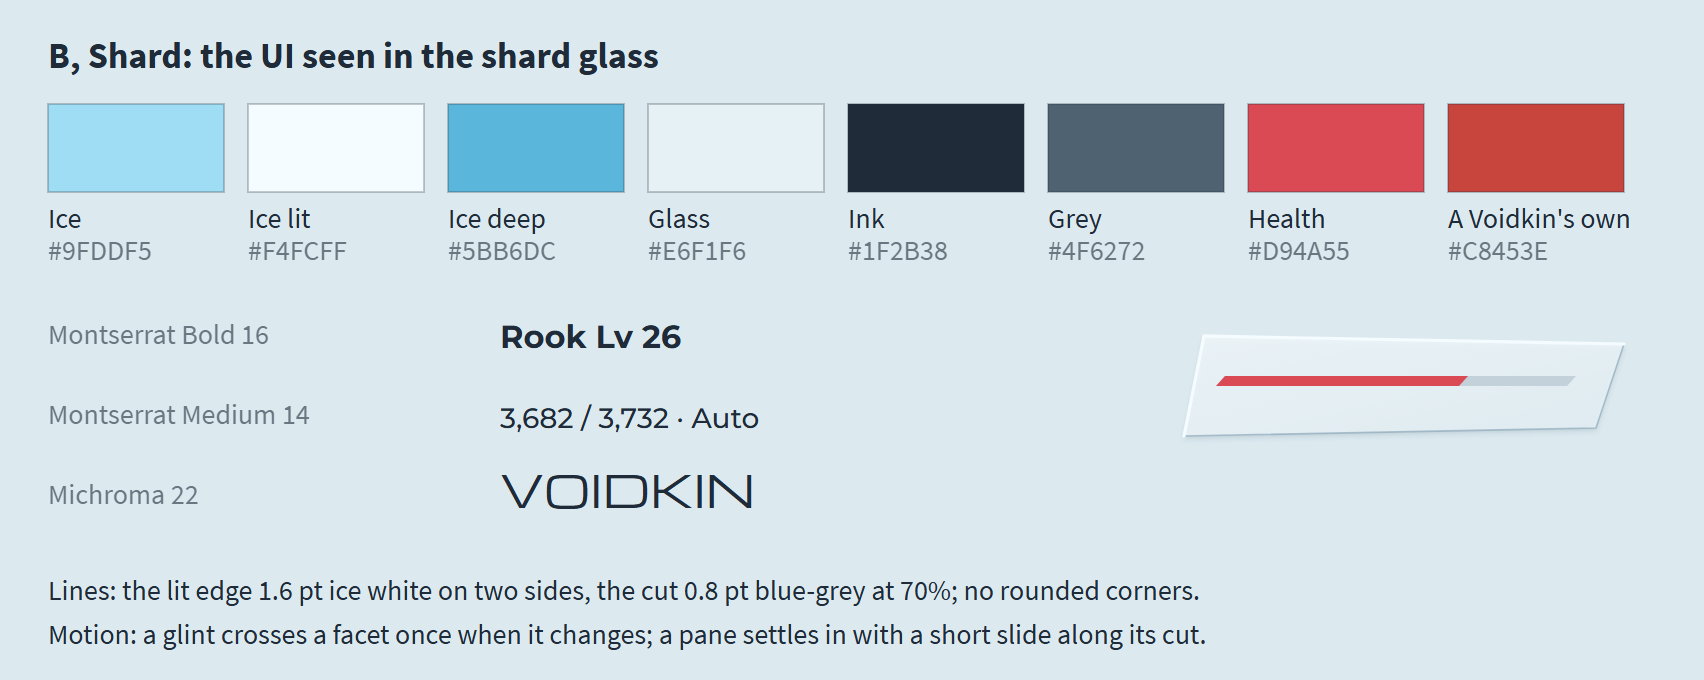 B, Shard: the UI seen in the shard glass
Ice
Ice lit
Ice deep
Glass
Ink
Grey
Health
A Voidkin's own
#9FDDF5
#F4FCFF
#5BB6DC
#E6F1F6
#1F2B38
#4F6272
#D94A55
#C8453E
Montserrat Bold 16
Rook Lv 26
Montserrat Medium 14
3,682 / 3,732 · Auto
Michroma 22
VOIDKIN
Lines: the lit edge 1.6 pt ice white on two sides, the cut 0.8 pt blue-grey at 70%; no rounded corners.
Motion: a glint crosses a facet once when it changes; a pane settles in with a short slide along its cut.